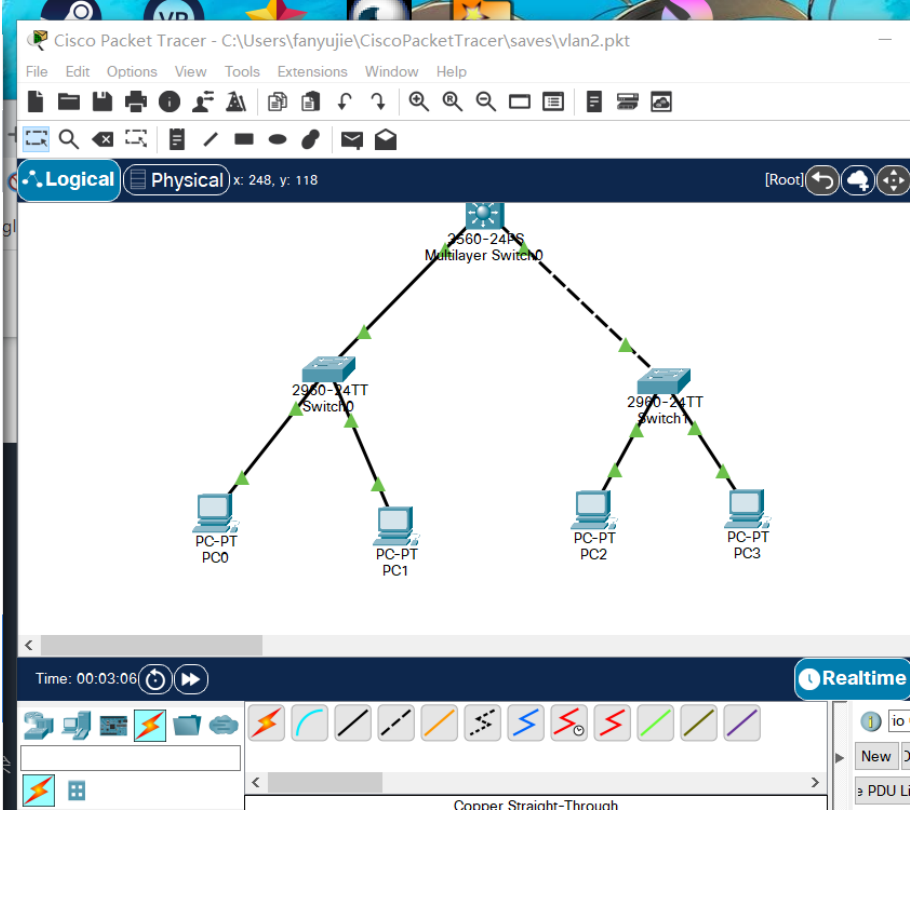 VR
Cisco Packet Tracer - C:\Users\fanyujie\CiscoPacketTracer\saves\vlan2.pkt
File Edit Options View Tools Extensions Window Help
Logical Physical x: 248, y: 118 [Root]
gl
3560-24PS
Multilayer Switch0
2960-24TT
Switch0
2960-24TT
Switch1
PC-PT
PC0
PC-PT
PC1
PC-PT
PC2
PC-PT
PC3
Time: 00:03:06 Realtime
io
New
e PDU Li
Copper Straight-Through